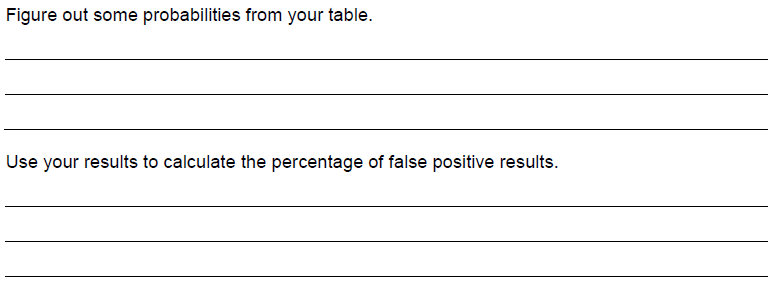 Figure out some probabilities from your table.
Use your results to calculate the percentage of false positive results.